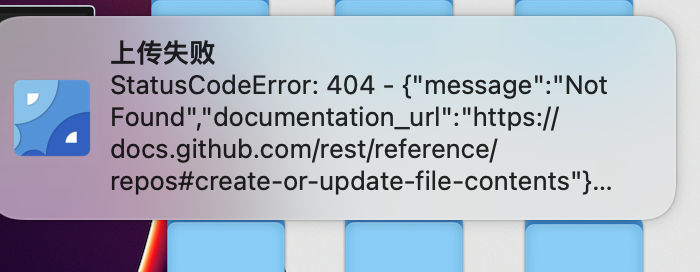 上传失败
StatusCodeError: 404 - {"message":"Not
Found","documentation_url":"https://
docs.github.com/rest/reference/
repos#create-or-update-file-contents"}...